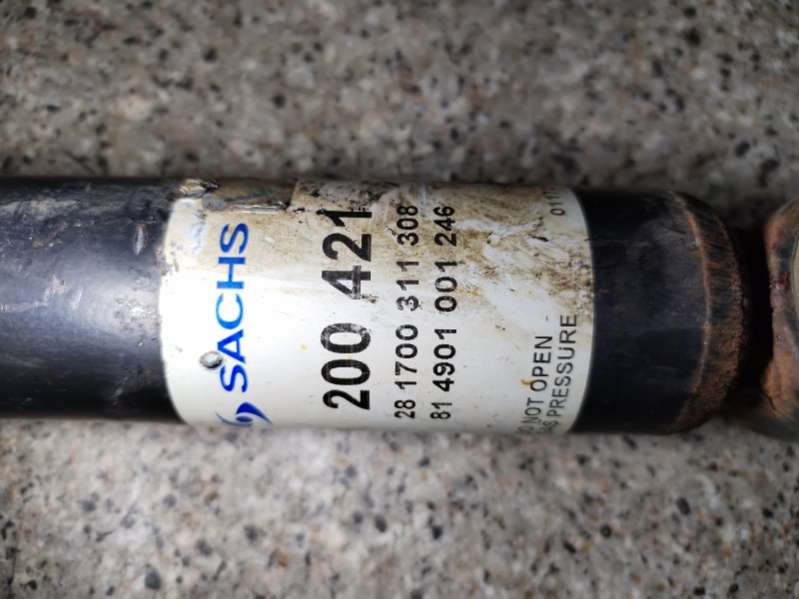 SACHS
200 421
28 1700 311 308
81 4901 001 246
NOT OPEN
PRESSURE